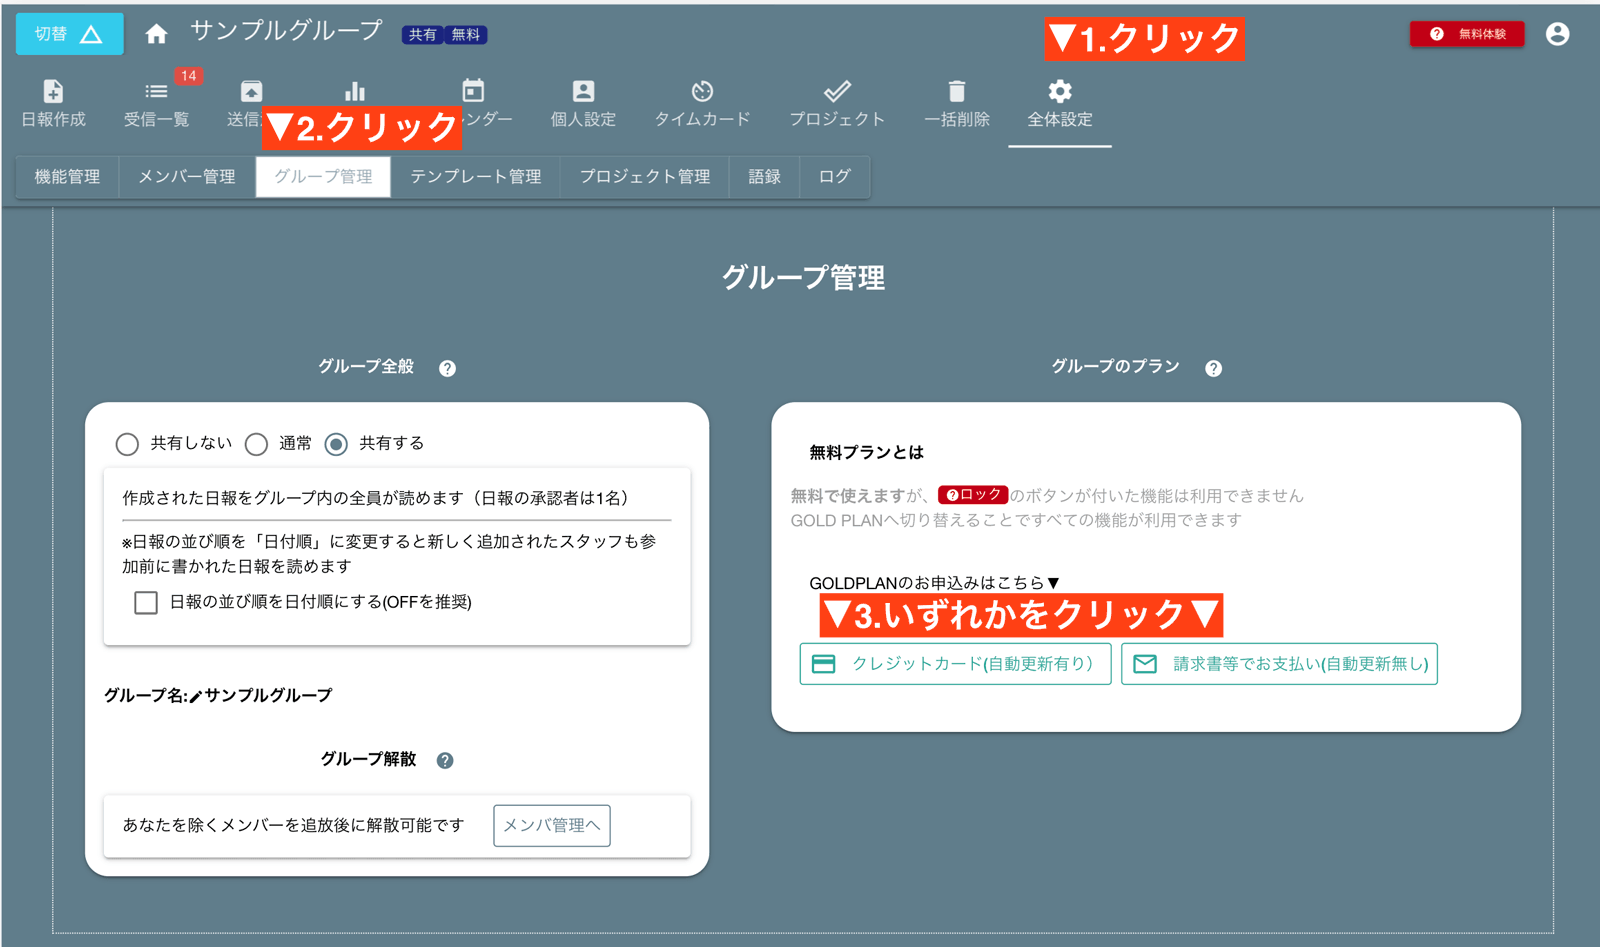 切替
サンプルグループ
共有 無料
▼1.クリック
無料体験
14
日報作成
受信一覧
送信
▼2.クリック
ンダー
個人設定
タイムカード
プロジェクト
一括削除
全体設定
機能管理
メンバー管理
グループ管理
テンプレート管理
プロジェクト管理
語録
ログ
グループ管理
グループ全般
共有しない 通常 共有する
作成された日報をグループ内の全員が読めます（日報の承認者は1名）
※日報の並び順を「日付順」に変更すると新しく追加されたスタッフも参
加前に書かれた日報を読めます
日報の並び順を日付順にする(OFFを推奨)
グループ名:サンプルグループ
グループ解散
あなたを除くメンバーを追放後に解散可能です
メンバ管理へ
グループのプラン
無料プランとは
無料で使えますが、ロックのボタンが付いた機能は利用できません
GOLD PLANへ切り替えることですべての機能が利用できます
GOLDPLANのお申込みはこちら▼
▼3.いずれかをクリック▼
クレジットカード(自動更新有り）
請求書等でお支払い(自動更新無し)